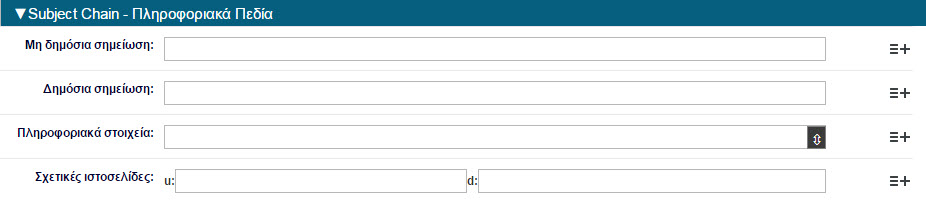 ▼Subject Chain - Πληροφοριακά Πεδία
Μη δημόσια σημείωση:
Δημόσια σημείωση:
Πληροφοριακά στοιχεία:
Σχετικές ιστοσελίδες: u: d: